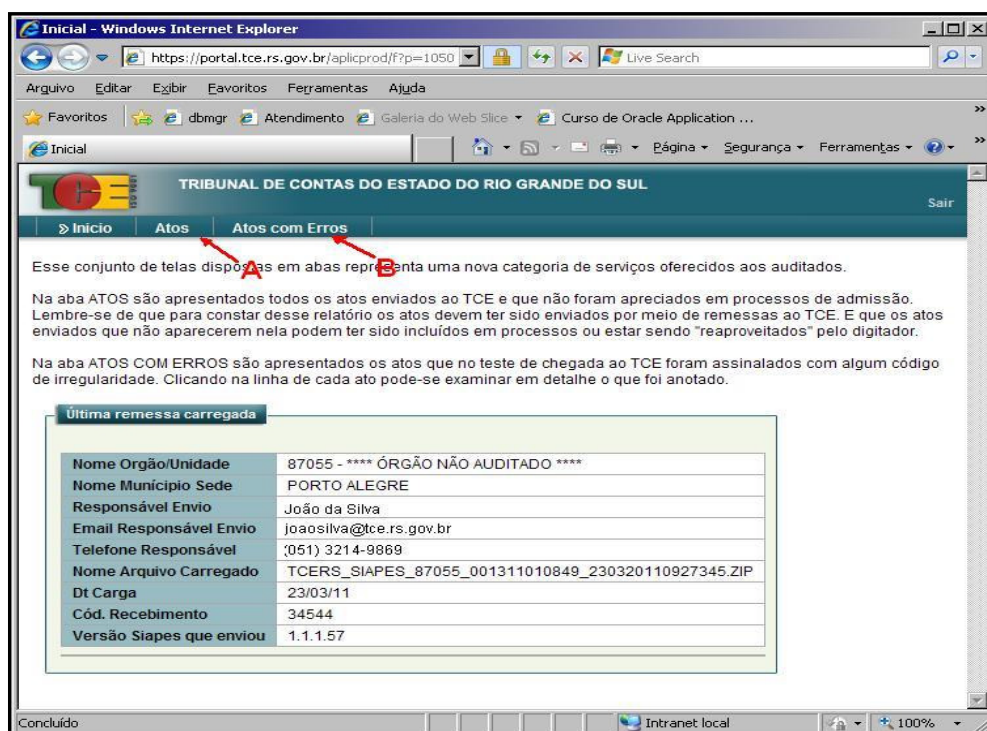 Inicial - Windows Internet Explorer
https://portal.tce.rs.gov.br/aplicprod/f?p=1050
Live Search
Arquivo Editar Exibir Favoritos Ferramentas Ajuda
Favoritos dbmgr Atendimento Galeria do Web Slice Curso de Oracle Application ... »
Inicial Página Segurança Ferramentas »
TCE ISO 9001 TRIBUNAL DE CONTAS DO ESTADO DO RIO GRANDE DO SUL
Sair
» Inicio Atos Atos com Erros
A B
Esse conjunto de telas dispostas em abas representa uma nova categoria de serviços oferecidos aos auditados.
Na aba ATOS são apresentados todos os atos enviados ao TCE e que não foram apreciados em processos de admissão.
Lembre-se de que para constar desse relatório os atos devem ter sido enviados por meio de remessas ao TCE. E que os atos
enviados que não aparecerem nela podem ter sido incluídos em processos ou estar sendo "reaproveitados" pelo digitador.
Na aba ATOS COM ERROS são apresentados os atos que no teste de chegada ao TCE foram assinalados com algum código
de irregularidade. Clicando na linha de cada ato pode-se examinar em detalhe o que foi anotado.
Última remessa carregada
Nome Orgão/Unidade 87055 - **** ÓRGÃO NÃO AUDITADO ****
Nome Munícipio Sede PORTO ALEGRE
Responsável Envio João da Silva
Email Responsável Envio joaosilva@tce.rs.gov.br
Telefone Responsável (051) 3214-9869
Nome Arquivo Carregado TCERS_SIAPES_87055_001311010849_230320110927345.ZIP
Dt Carga 23/03/11
Cód. Recebimento 34544
Versão Siapes que enviou 1.1.1.57
Concluído Intranet local 100%